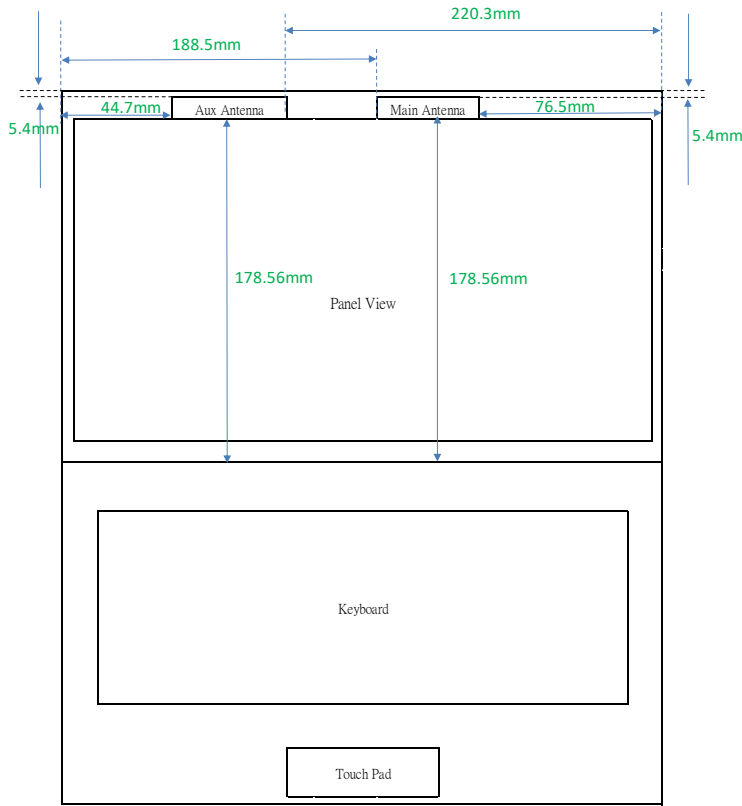 220.3mm
188.5mm
44.7mm
Aux Antenna
Main Antenna
76.5mm
5.4mm
5.4mm
178.56mm
178.56mm
Panel View
Keyboard
Touch Pad